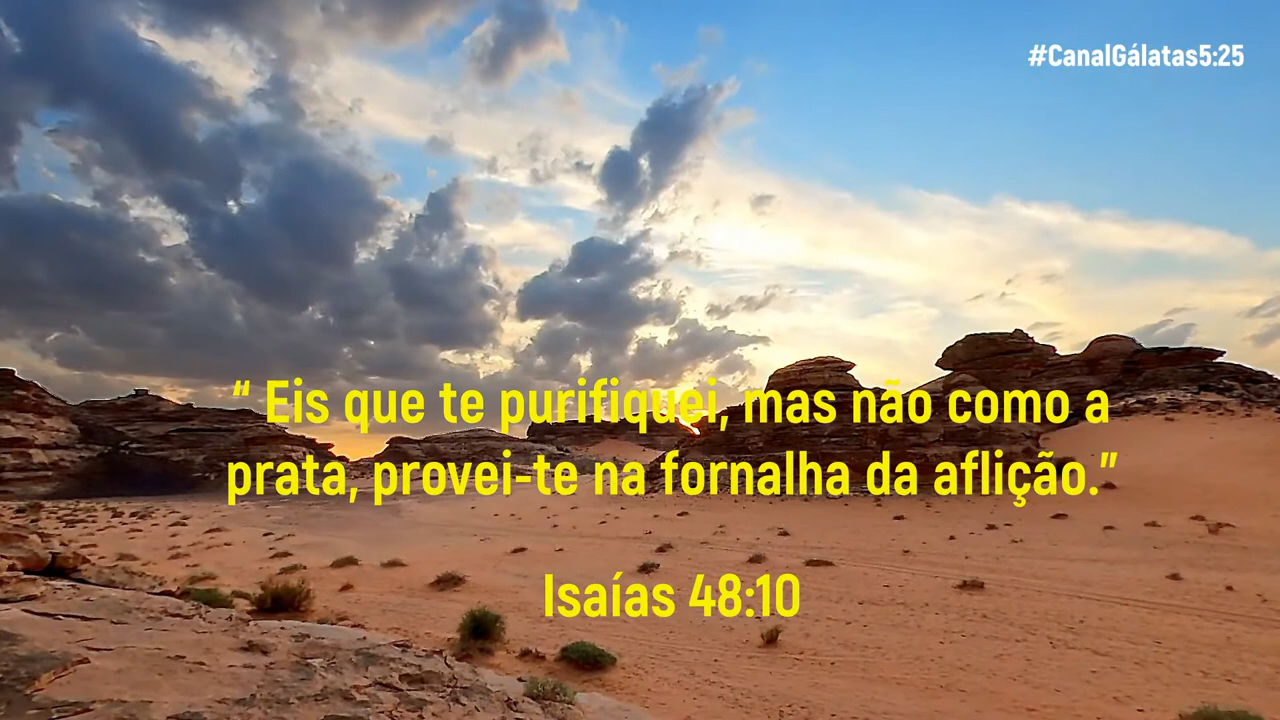 #CanalGálatas5:25
“ Eis que te purifiquei, mas não como a
prata, provei-te na fornalha da aflição.”
Isaías 48:10